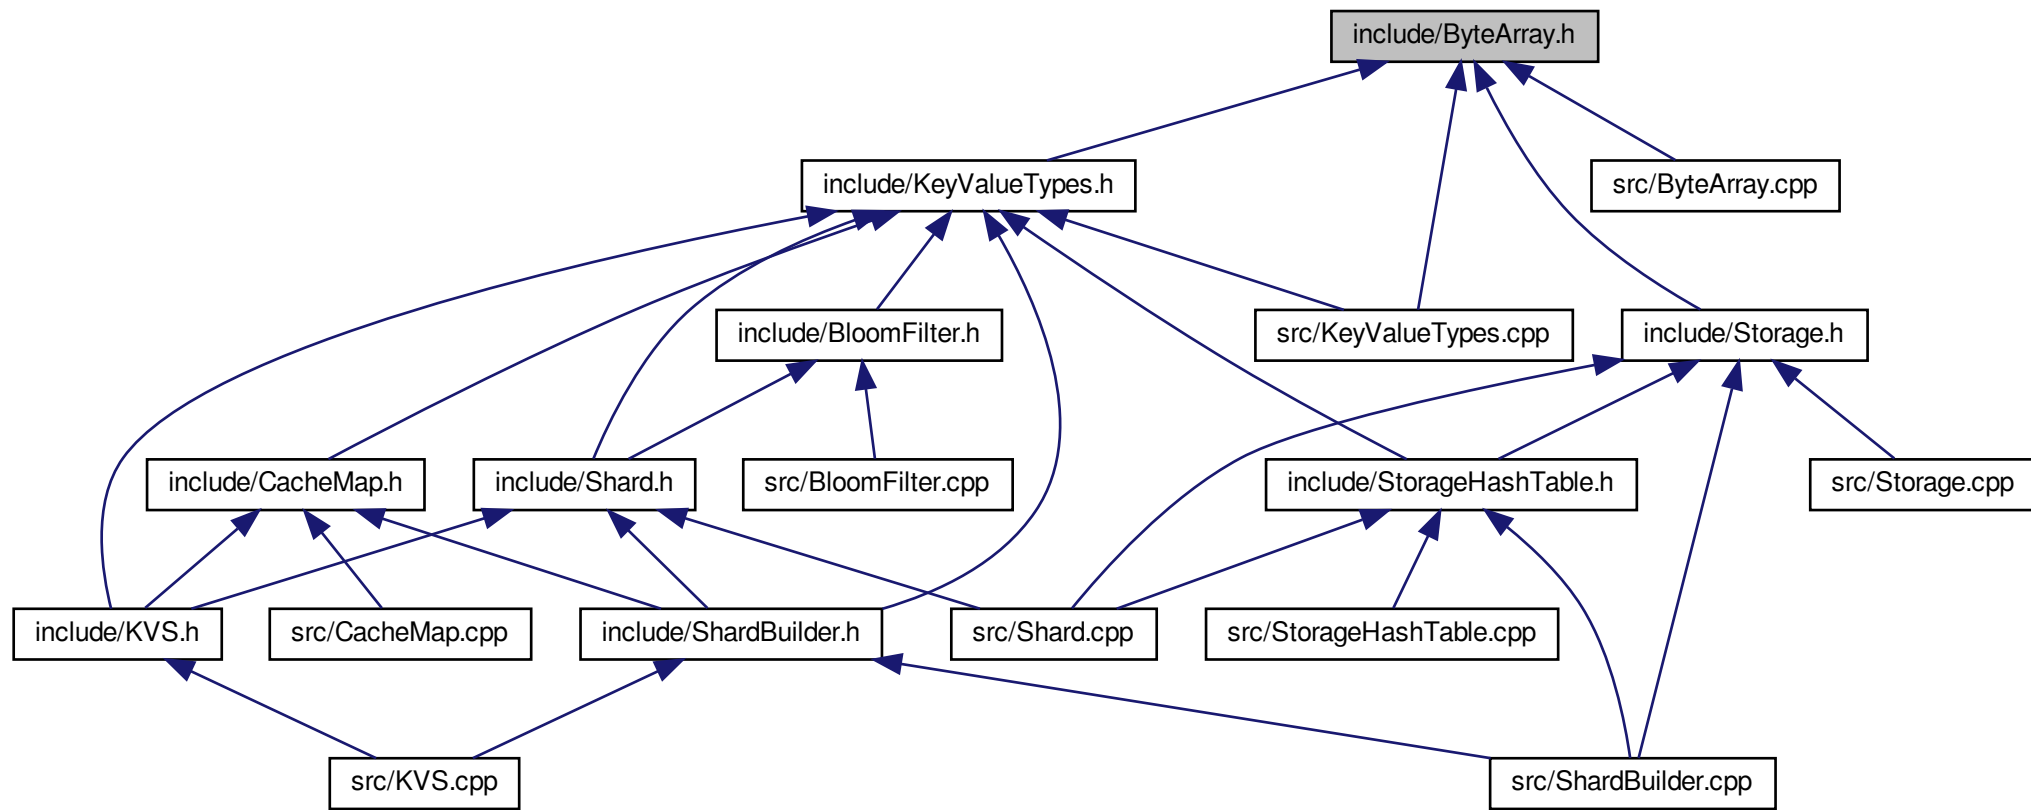 include/ByteArray.h
include/KeyValueTypes.h
src/ByteArray.cpp
include/BloomFilter.h
src/KeyValueTypes.cpp
include/Storage.h
include/CacheMap.h
include/Shard.h
src/BloomFilter.cpp
include/StorageHashTable.h
src/Storage.cpp
include/KVS.h
src/CacheMap.cpp
include/ShardBuilder.h
src/Shard.cpp
src/StorageHashTable.cpp
src/KVS.cpp
src/ShardBuilder.cpp